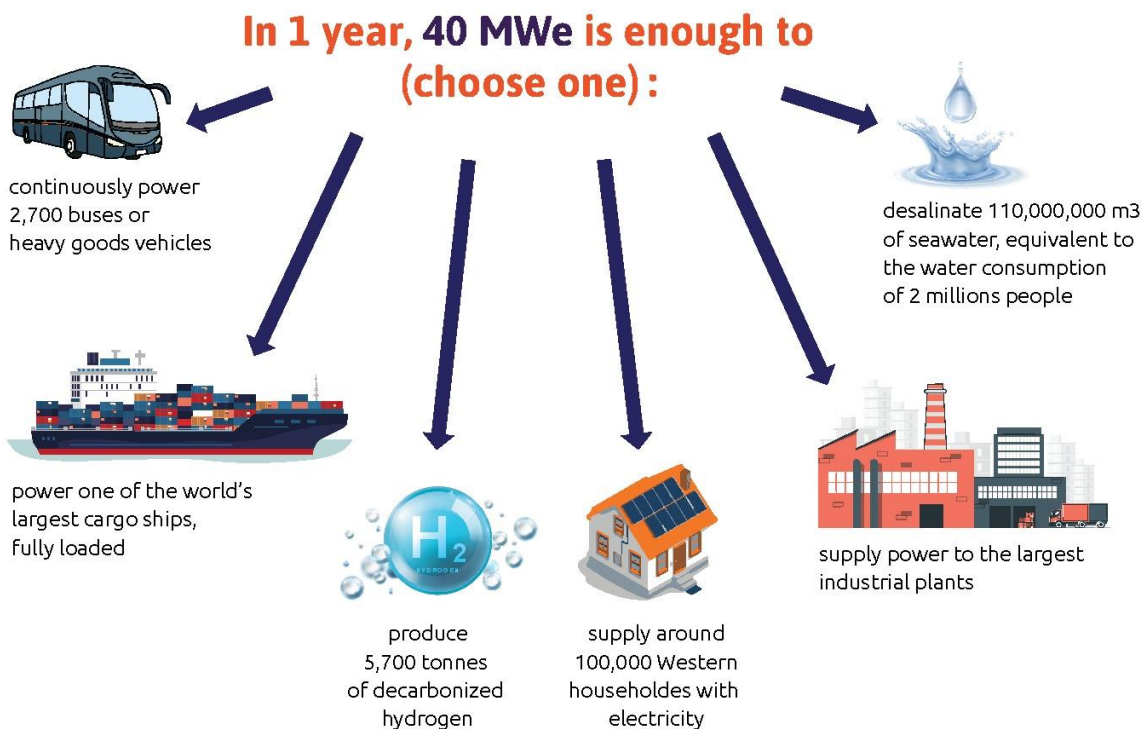 In 1 year, 40 MWe is enough to
(choose one) :
continuously power
2,700 buses or
heavy goods vehicles
desalinate 110,000,000 m3
of seawater, equivalent to
the water consumption
of 2 millions people
power one of the world's
largest cargo ships,
fully loaded
H2
HYDROGEN
produce
5,700 tonnes
of decarbonized
hydrogen
supply around
100,000 Western
householdes with
electricity
supply power to the largest
industrial plants